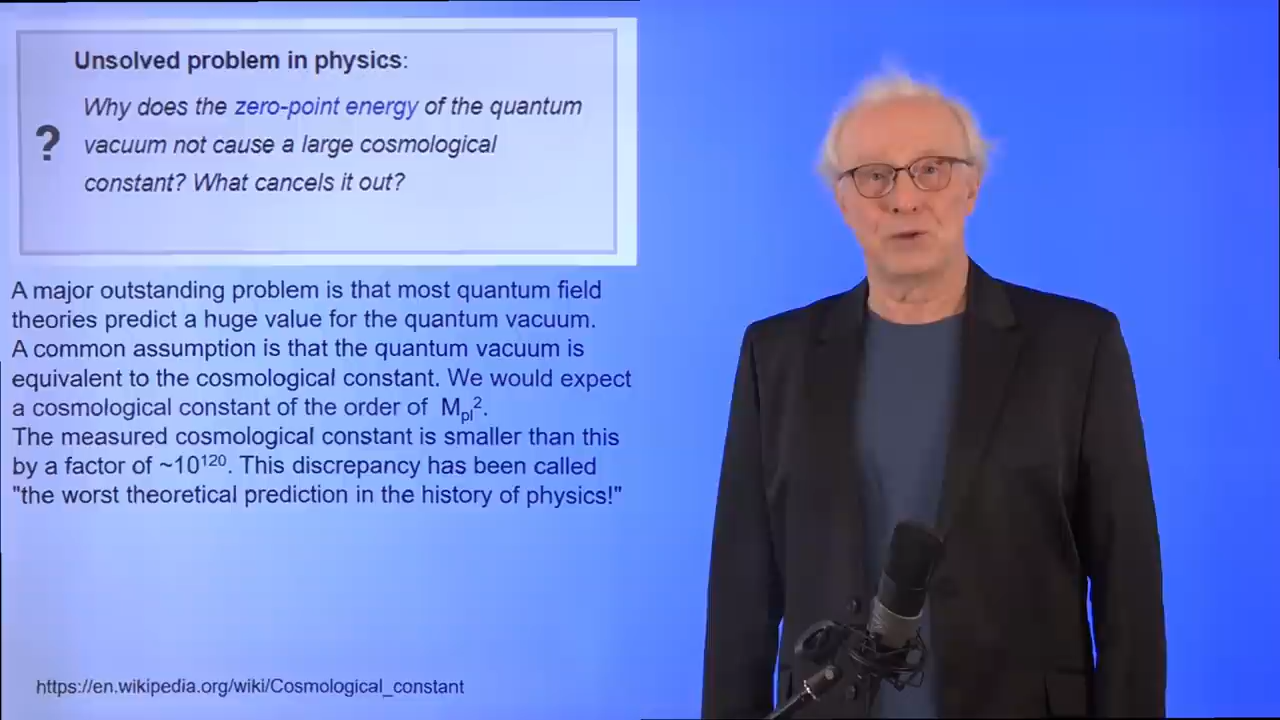 Unsolved problem in physics:
? Why does the zero-point energy of the quantum
vacuum not cause a large cosmological
constant? What cancels it out?
A major outstanding problem is that most quantum field
theories predict a huge value for the quantum vacuum.
A common assumption is that the quantum vacuum is
equivalent to the cosmological constant. We would expect
a cosmological constant of the order of Mpl².
The measured cosmological constant is smaller than this
by a factor of ~10¹²⁰. This discrepancy has been called
"the worst theoretical prediction in the history of physics!"
https://en.wikipedia.org/wiki/Cosmological_constant